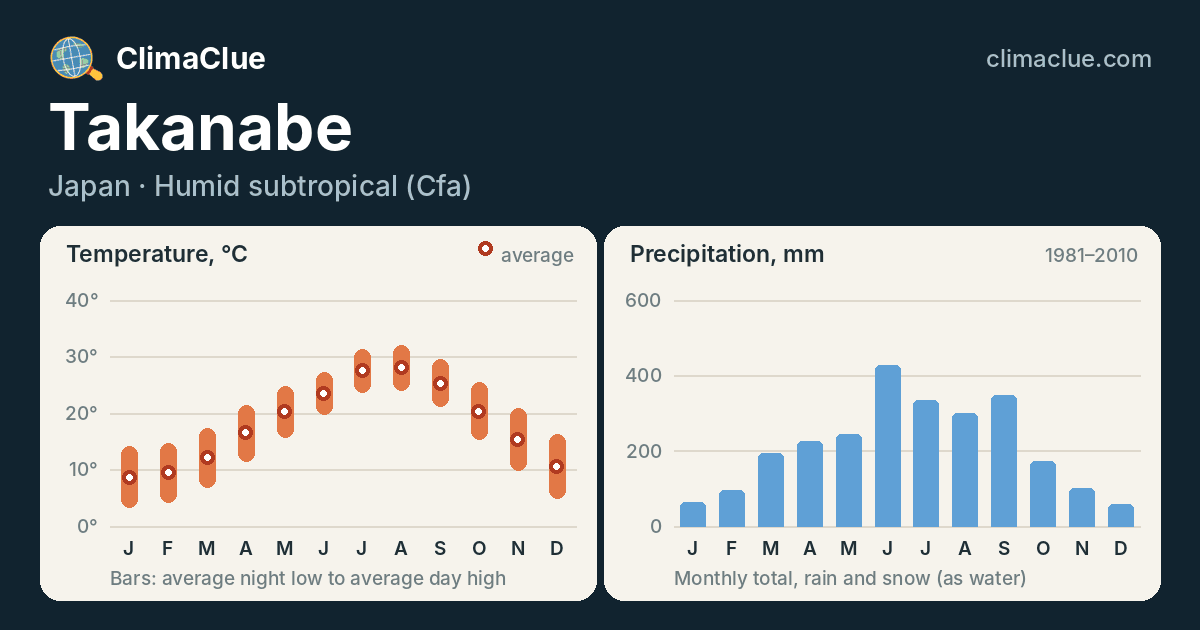 ClimaClue
climaclue.com
Takanabe
Japan · Humid subtropical (Cfa)
Temperature, °C
average
40°
30°
20°
10°
0°
J F M A M J J A S O N D
Bars: average night low to average day high
Precipitation, mm
1981–2010
600
400
200
0
J F M A M J J A S O N D
Monthly total, rain and snow (as water)